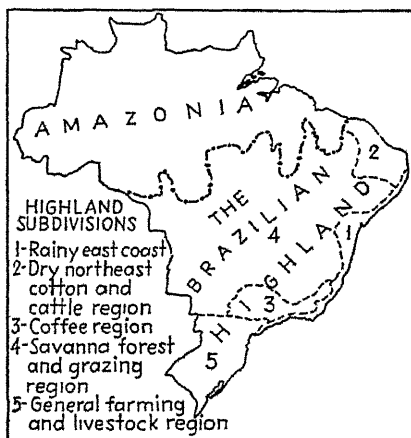 AMAZONIA
THE
BRAZILIAN
HIGHLAND
2
4
1
3
5
HIGHLAND
SUBDIVISIONS
1-Rainy east coast
2-Dry northeast
cotton and
cattle region
3-Coffee region
4-Savanna forest
and grazing
region
5-General farming
and livestock region